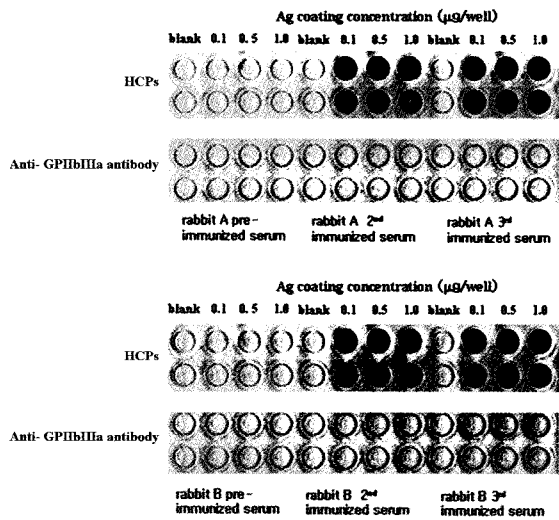 Ag coating concentration (μg/well)
blank 0.1 0.5 1.0 blank 0.1 0.5 1.0 blank 0.1 0.5 1.0
HCPs
Anti- GPIIbIIIa antibody
rabbit A pre-immunized serum
rabbit A 2nd immunized serum
rabbit A 3rd immunized serum
Ag coating concentration (μg/well)
blank 0.1 0.5 1.0 blank 0.1 0.5 1.0 blank 0.1 0.5 1.0
HCPs
Anti- GPIIbIIIa antibody
rabbit B pre-immunized serum
rabbit B 2nd immunized serum
rabbit B 3rd immunized serum